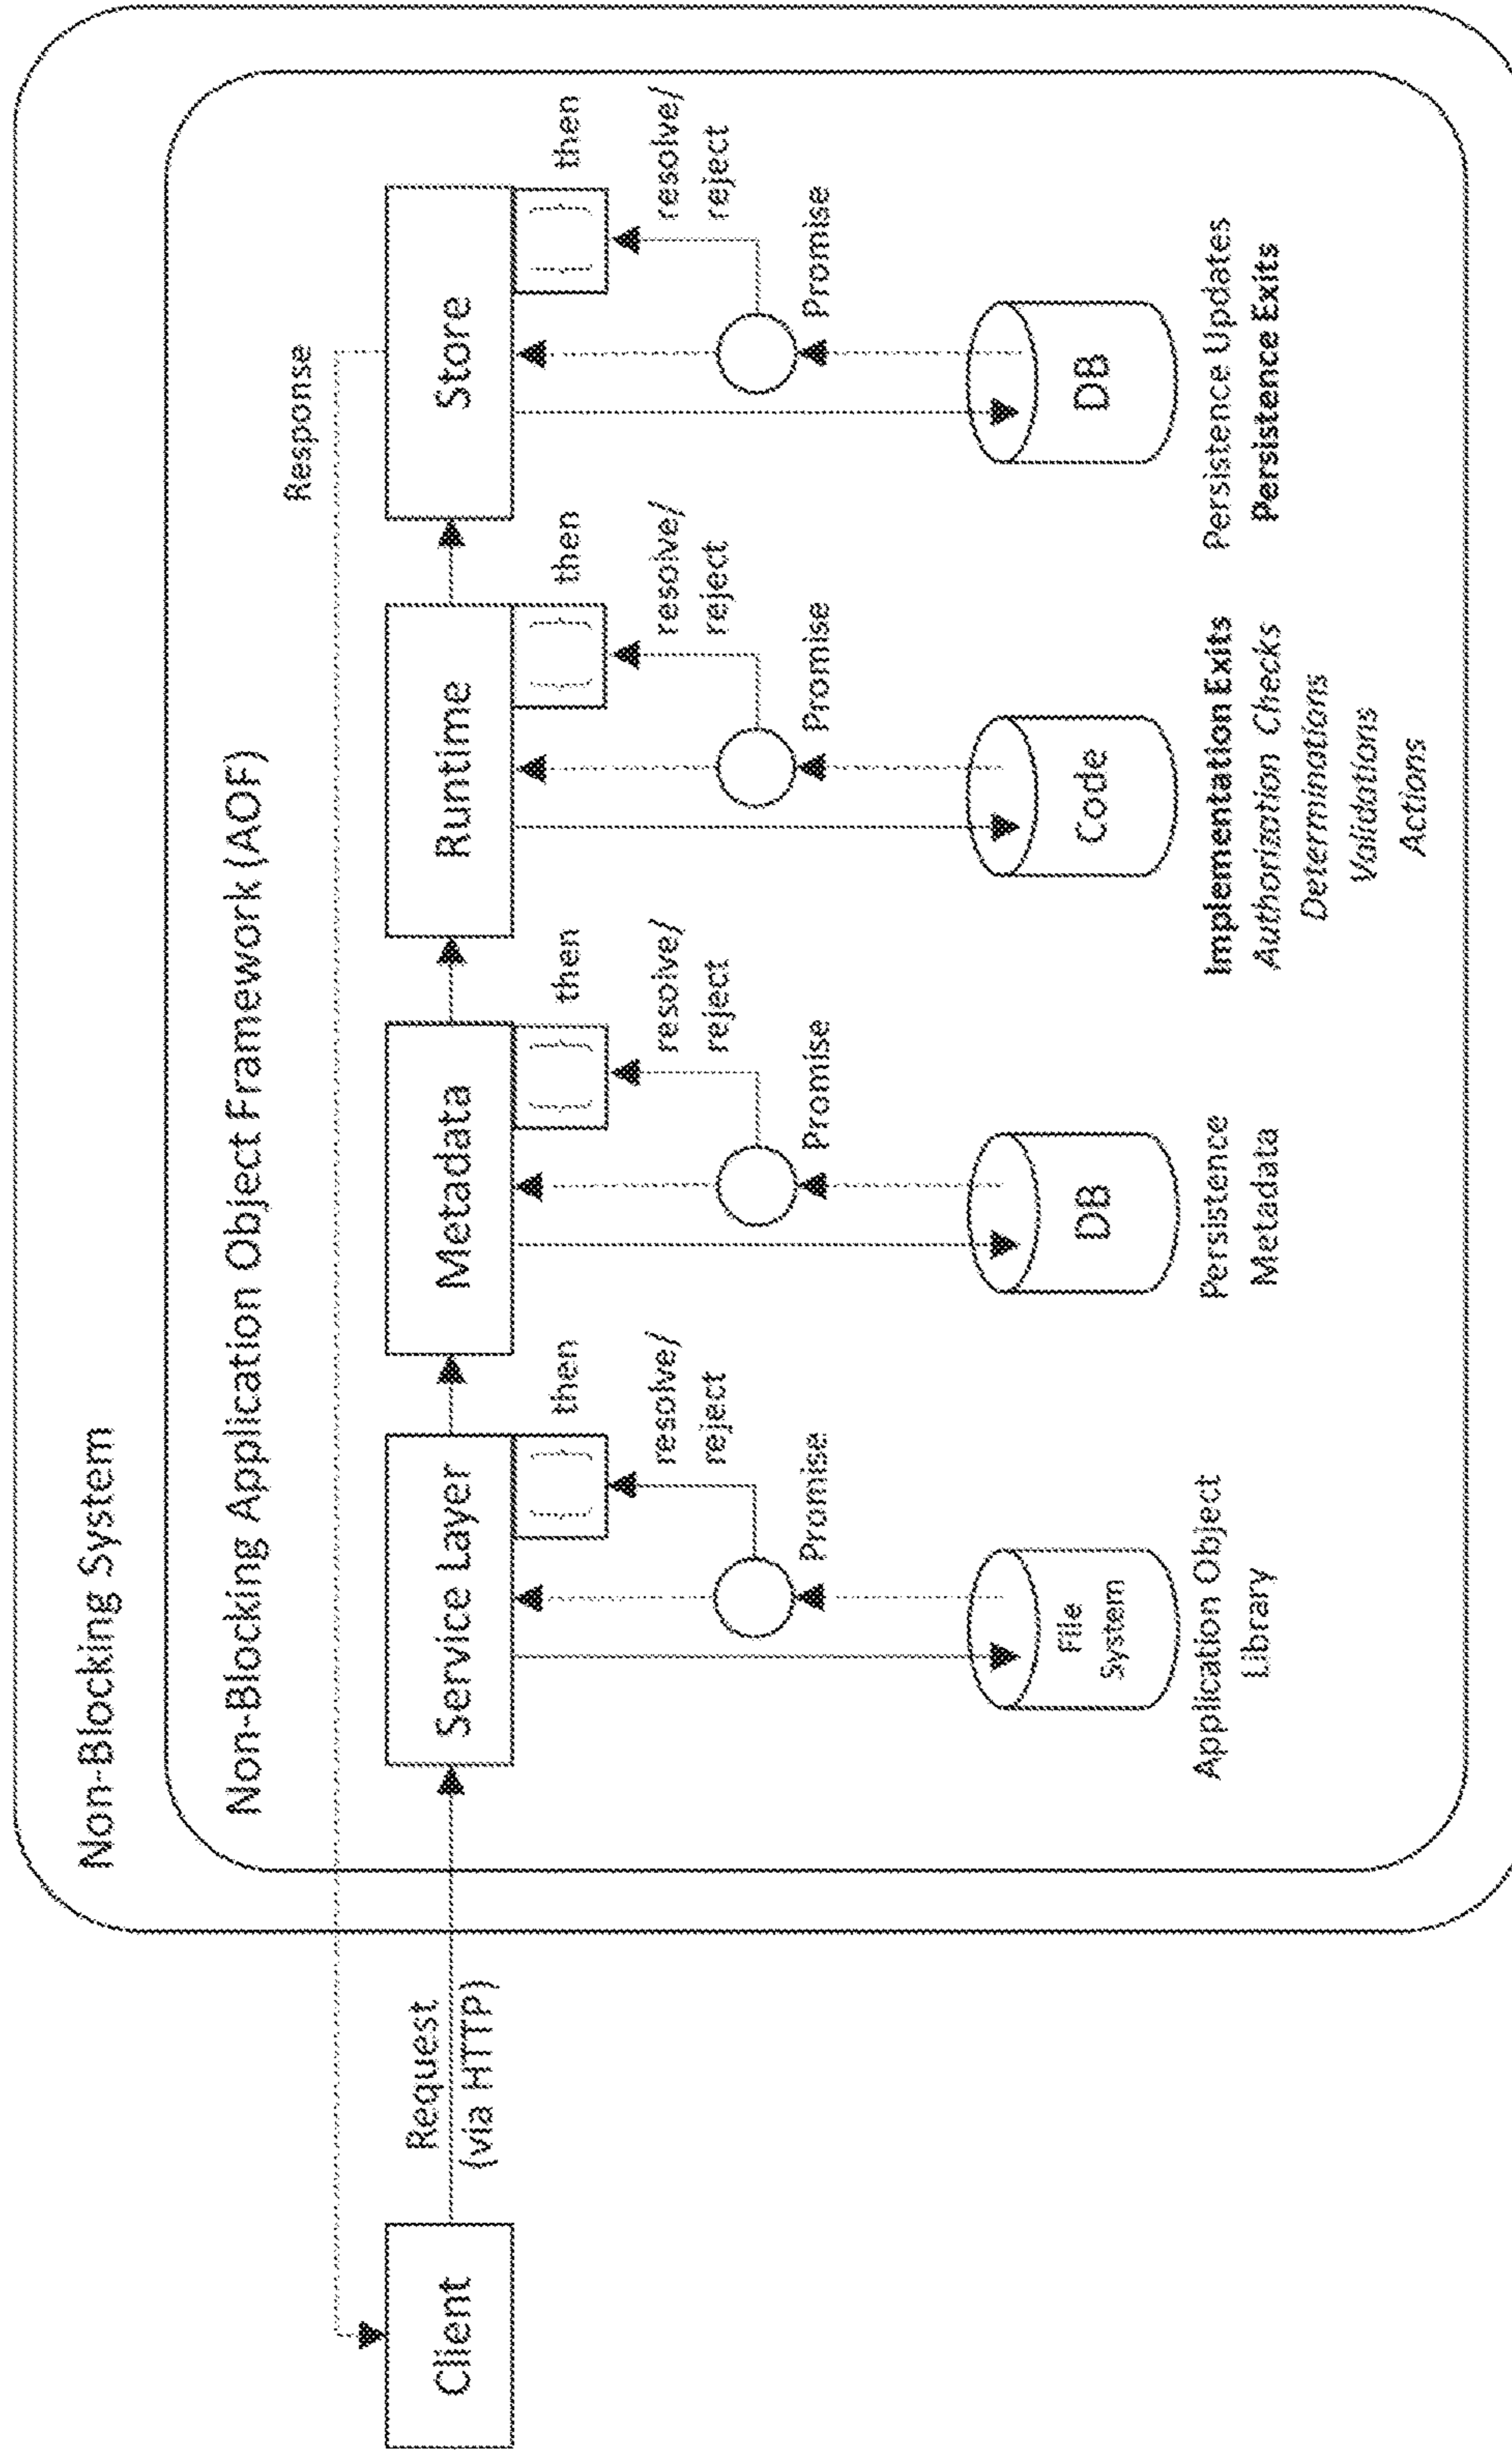 Non-Blocking System
Non-Blocking Application Object Framework (AOF)
Response
Client
Request
(via HTTP)
Service Layer
Metadata
Runtime
Store
then
then
then
then
resolve/
reject
resolve/
reject
resolve/
reject
resolve/
reject
Promise
Promise
Promise
Promise
File
System
DB
Code
DB
Application Object
Library
Persistence
Metadata
Implementation Exits
Authorization Checks
Determinations
Validations
Actions
Persistence Updates
Persistence Exits